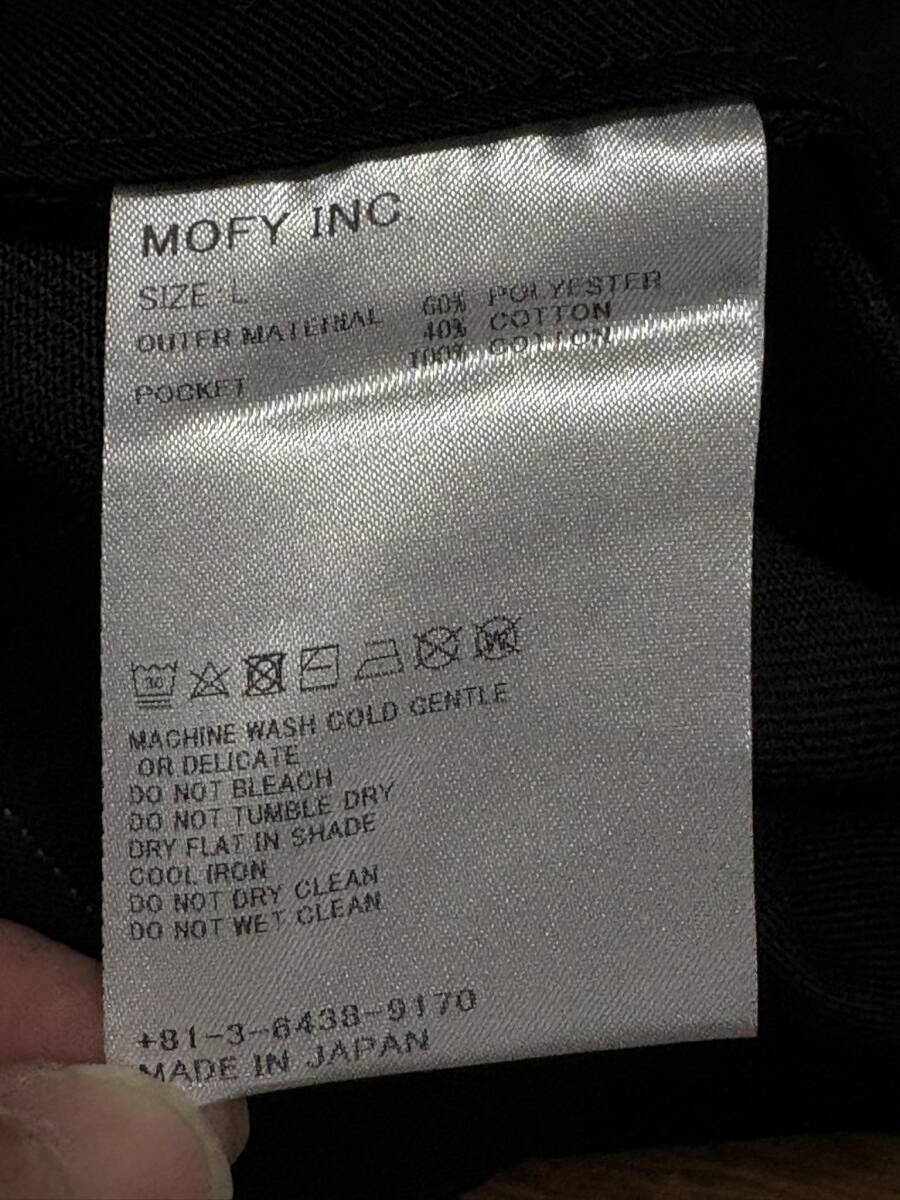 MOFY INC.
SIZE : L
OUTER MATERIAL 60% POLYESTER
40% COTTON
POCKET 100% COTTON
30
W
MACHINE WASH COLD GENTLE
OR DELICATE
DO NOT BLEACH
DO NOT TUMBLE DRY
DRY FLAT IN SHADE
COOL IRON
DO NOT DRY CLEAN
DO NOT WET CLEAN
+81-3-6438-9170
MADE IN JAPAN